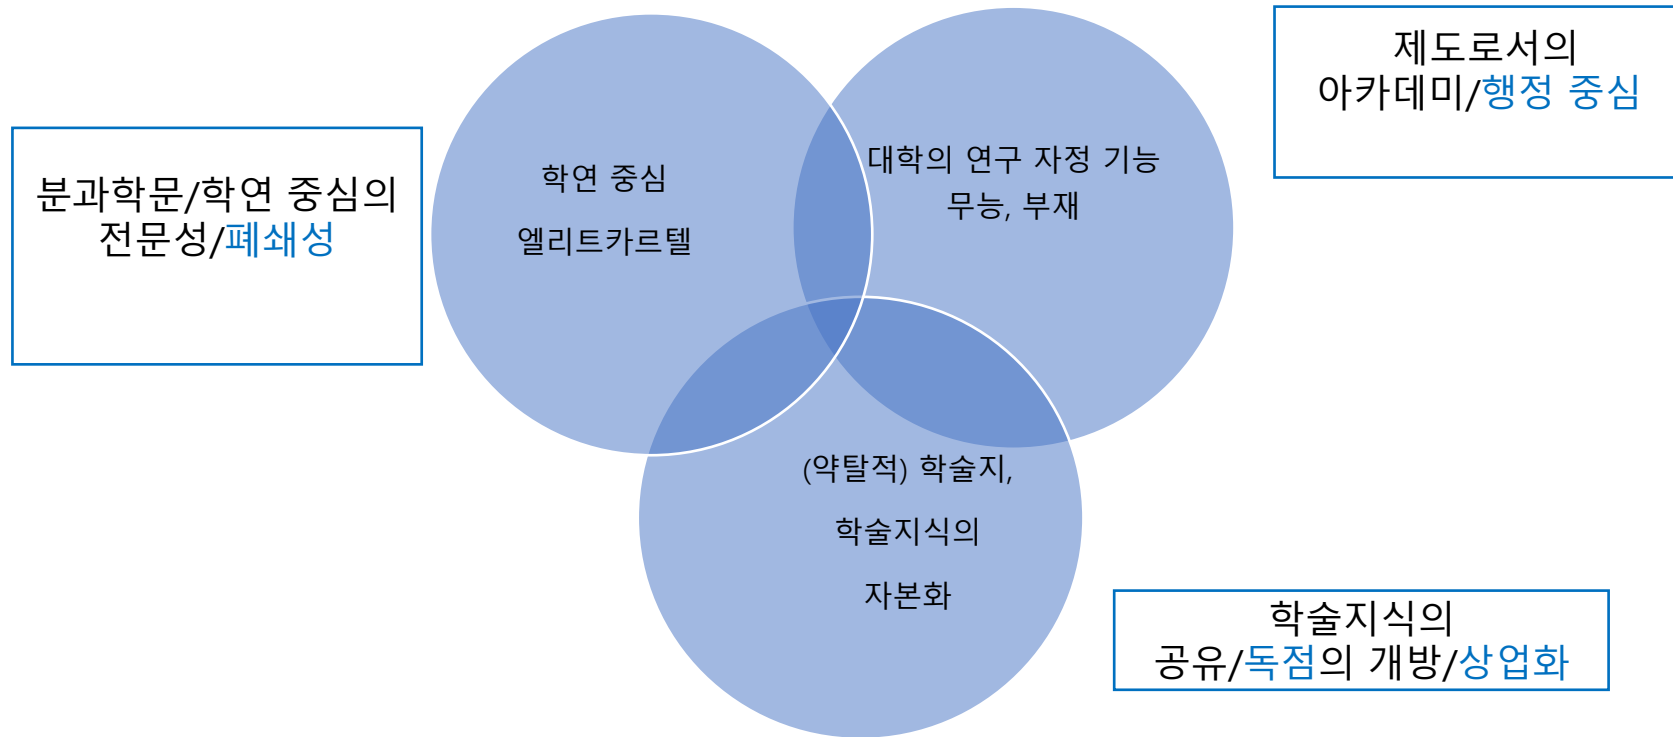 제도로서의
아카데미/행정 중심
분과학문/학연 중심의
전문성/폐쇄성
학연 중심
엘리트카르텔
대학의 연구 자정 기능
무능, 부재
(약탈적) 학술지,
학술지식의
자본화
학술지식의
공유/독점의 개방/상업화